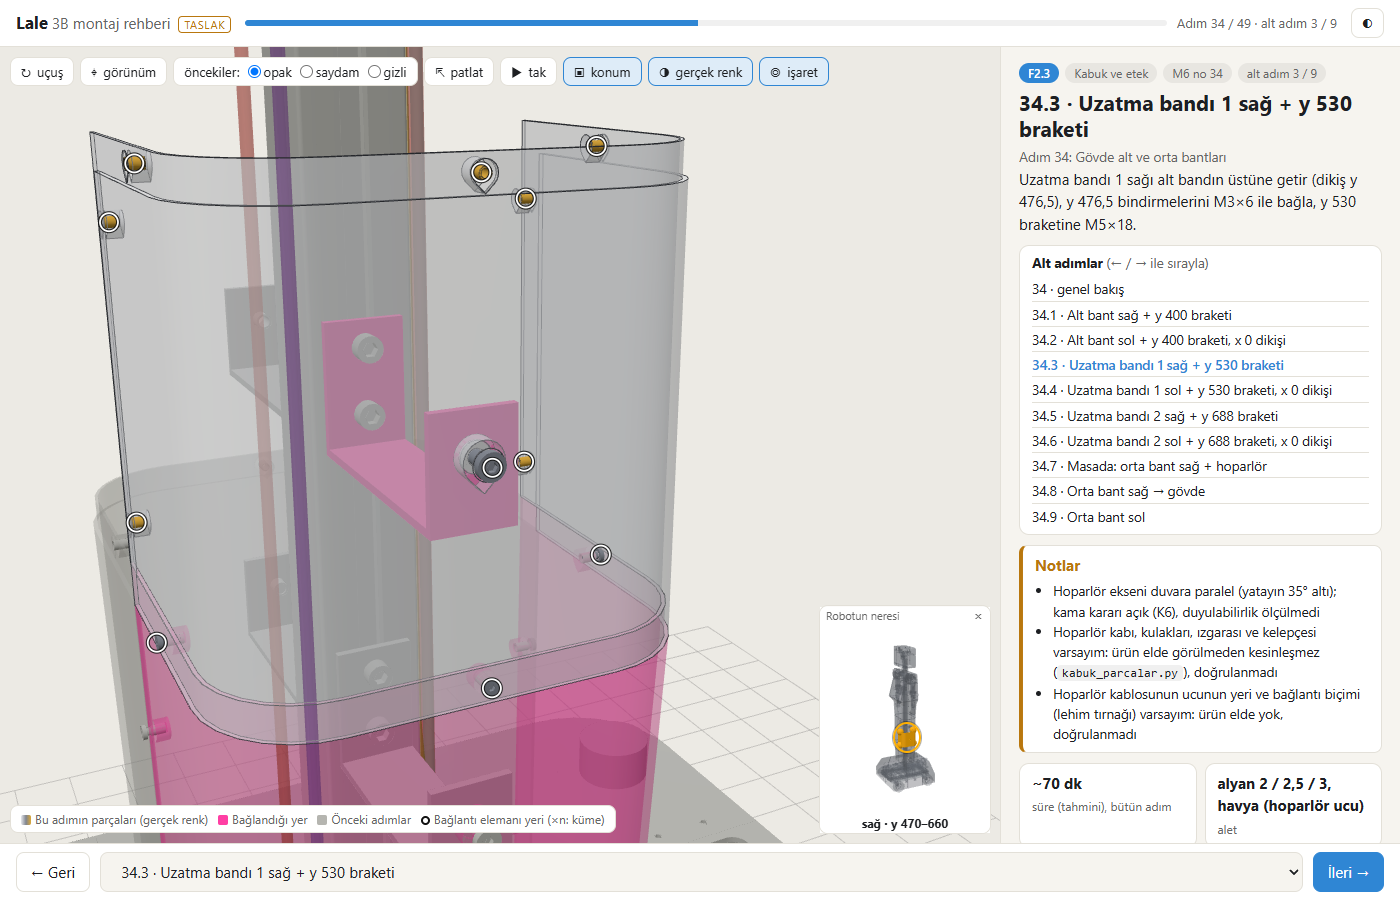 Lale 3B montaj rehberi TASLAK
Adım 34 / 49 · alt adım 3 / 9
↻ uçuş
⌖ görünüm
öncekiler: opak saydam gizli
⇱ patlat
▶ tak
▣ konum
◑ gerçek renk
◎ işaret
F2.3 Kabuk ve etek M6 no 34 alt adım 3 / 9
34.3 · Uzatma bandı 1 sağ + y 530
braketi
Adım 34: Gövde alt ve orta bantları
Uzatma bandı 1 sağı alt bandın üstüne getir (dikiş y
476,5), y 476,5 bindirmelerini M3×6 ile bağla, y 530
braketine M5×18.
Alt adımlar (← / → ile sırayla)
34 · genel bakış
34.1 · Alt bant sağ + y 400 braketi
34.2 · Alt bant sol + y 400 braketi, x 0 dikişi
34.3 · Uzatma bandı 1 sağ + y 530 braketi
34.4 · Uzatma bandı 1 sol + y 530 braketi, x 0 dikişi
34.5 · Uzatma bandı 2 sağ + y 688 braketi
34.6 · Uzatma bandı 2 sol + y 688 braketi, x 0 dikişi
34.7 · Masada: orta bant sağ + hoparlör
34.8 · Orta bant sağ → gövde
34.9 · Orta bant sol
Notlar
• Hoparlör ekseni duvara paralel (yatayın 35° altı);
kama kararı açık (K6), duyulabilirlik ölçülmedi
• Hoparlör kabı, kulakları, ızgarası ve kelepçesi
varsayım: ürün elde görülmeden kesinleşmez
(kabuk_parcalar.py), doğrulanmadı
• Hoparlör kablosunun ucunun yeri ve bağlantı biçimi
(lehim tırnağı) varsayım: ürün elde yok,
doğrulanmadı
~70 dk
süre (tahmini), bütün adım
alyan 2 / 2,5 / 3,
havya (hoparlör ucu)
alet
Robotun neresi ×
sağ · y 470–660
Bu adımın parçaları (gerçek renk) Bağlandığı yer Önceki adımlar Bağlantı elemanı yeri (×n: küme)
← Geri
34.3 · Uzatma bandı 1 sağ + y 530 braketi
İleri →